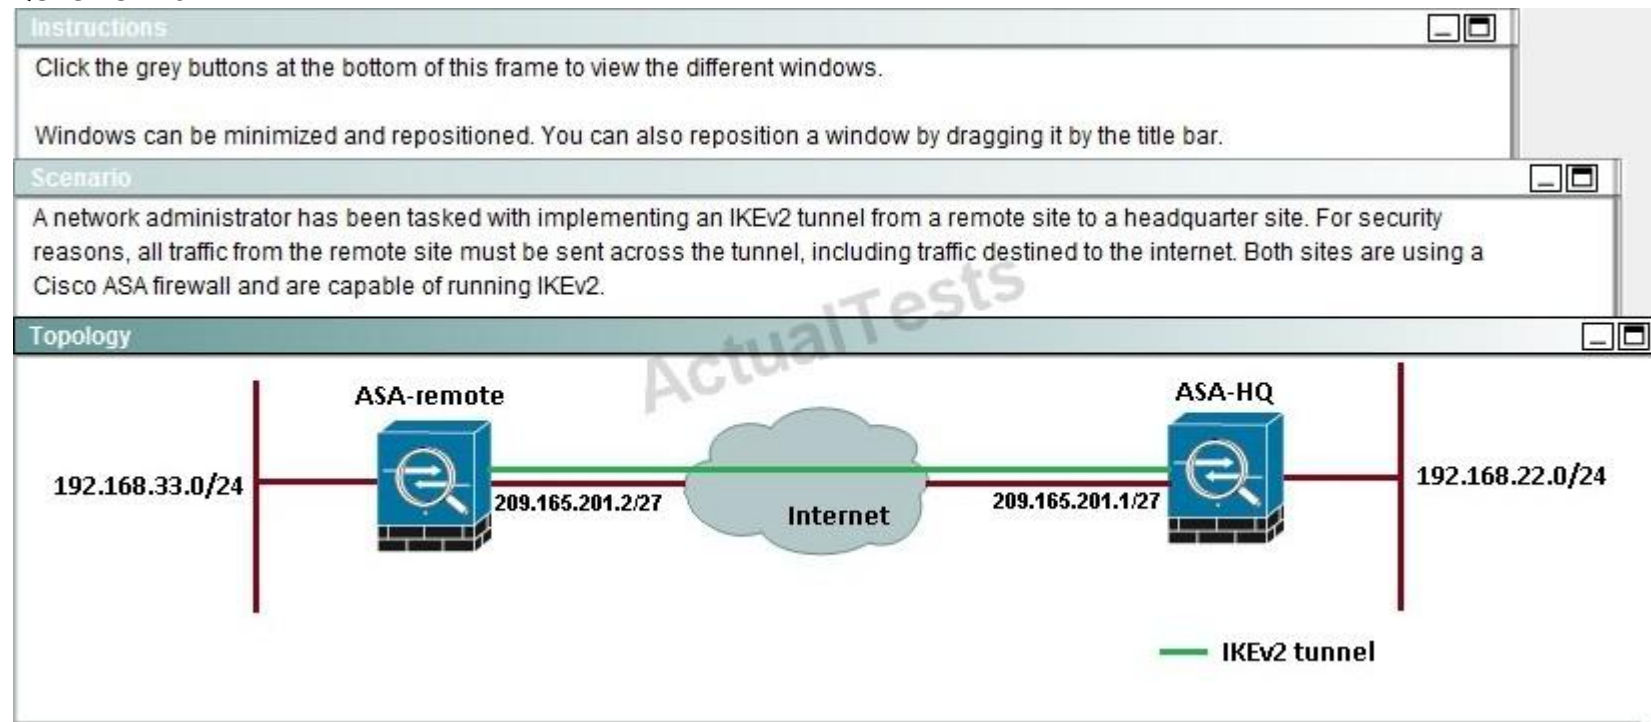 Instructions
Click the grey buttons at the bottom of this frame to view the different windows.
Windows can be minimized and repositioned. You can also reposition a window by dragging it by the title bar.
Scenario
A network administrator has been tasked with implementing an IKEv2 tunnel from a remote site to a headquarter site. For security
reasons, all traffic from the remote site must be sent across the tunnel, including traffic destined to the internet. Both sites are using a
Cisco ASA firewall and are capable of running IKEv2.
ActualTests
Topology
ASA-remote
ASA-HQ
192.168.33.0/24
192.168.22.0/24
209.165.201.2/27
209.165.201.1/27
Internet
IKEv2 tunnel